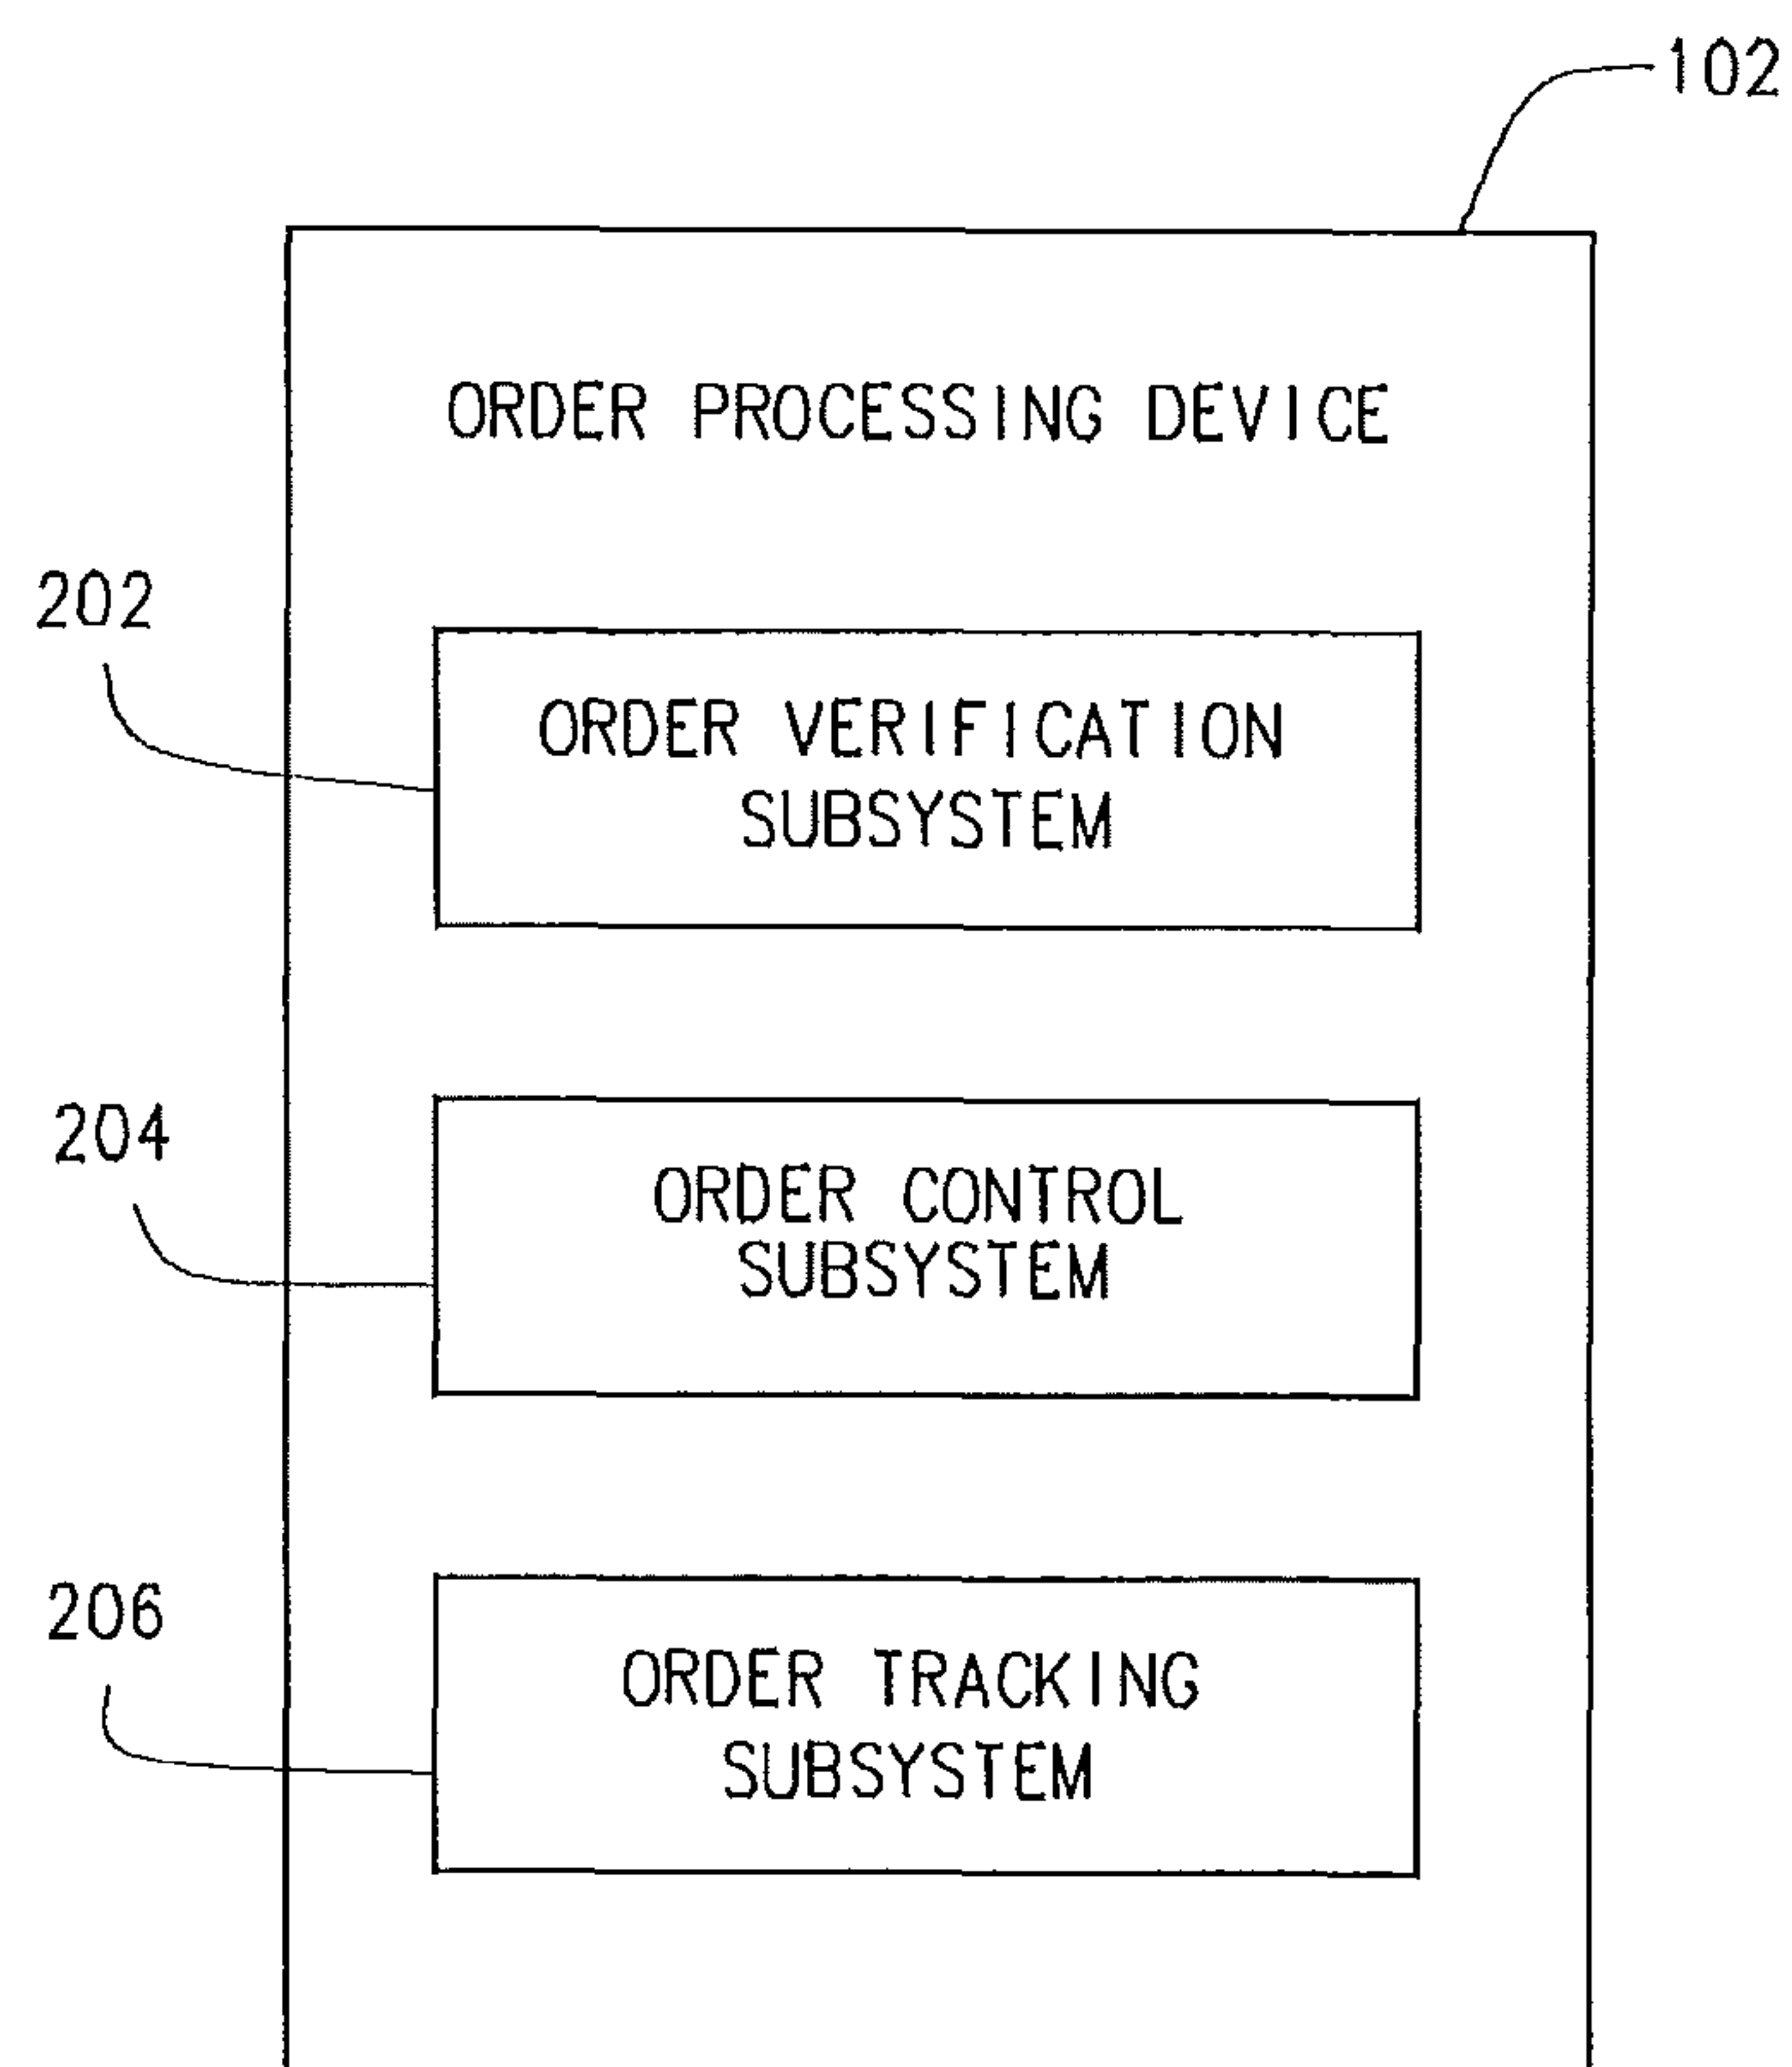 102
ORDER PROCESSING DEVICE
202
ORDER VERIFICATION
SUBSYSTEM
204
ORDER CONTROL
SUBSYSTEM
206
ORDER TRACKING
SUBSYSTEM